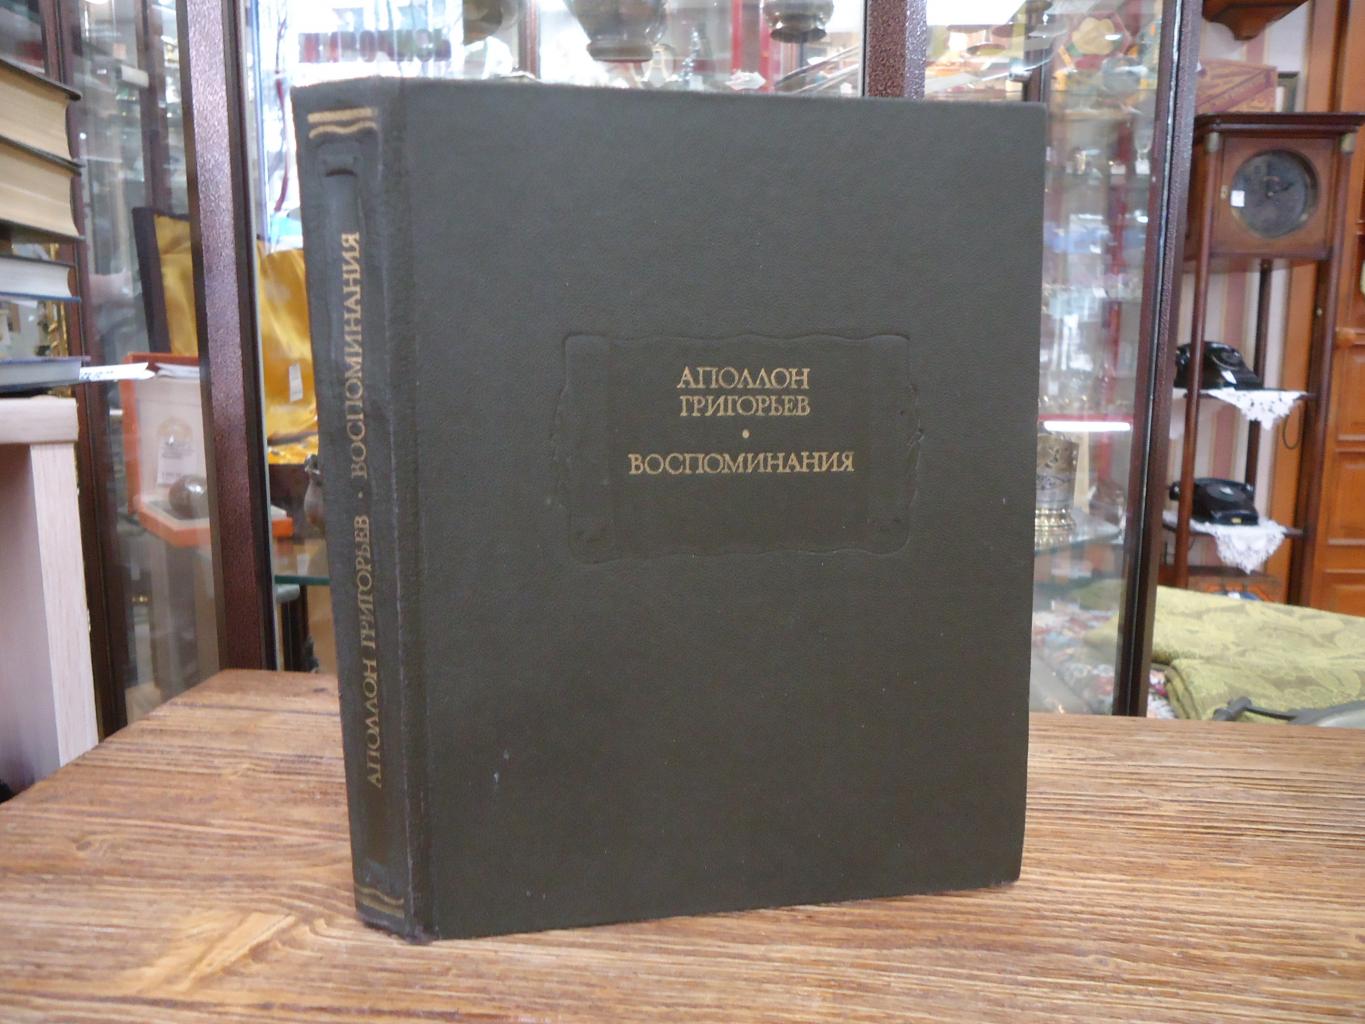 АПОЛЛОН
ГРИГОРЬЕВ
•
ВОСПОМИНАНИЯ
АПОЛЛОН ГРИГОРЬЕВ • ВОСПОМИНАНИЯ